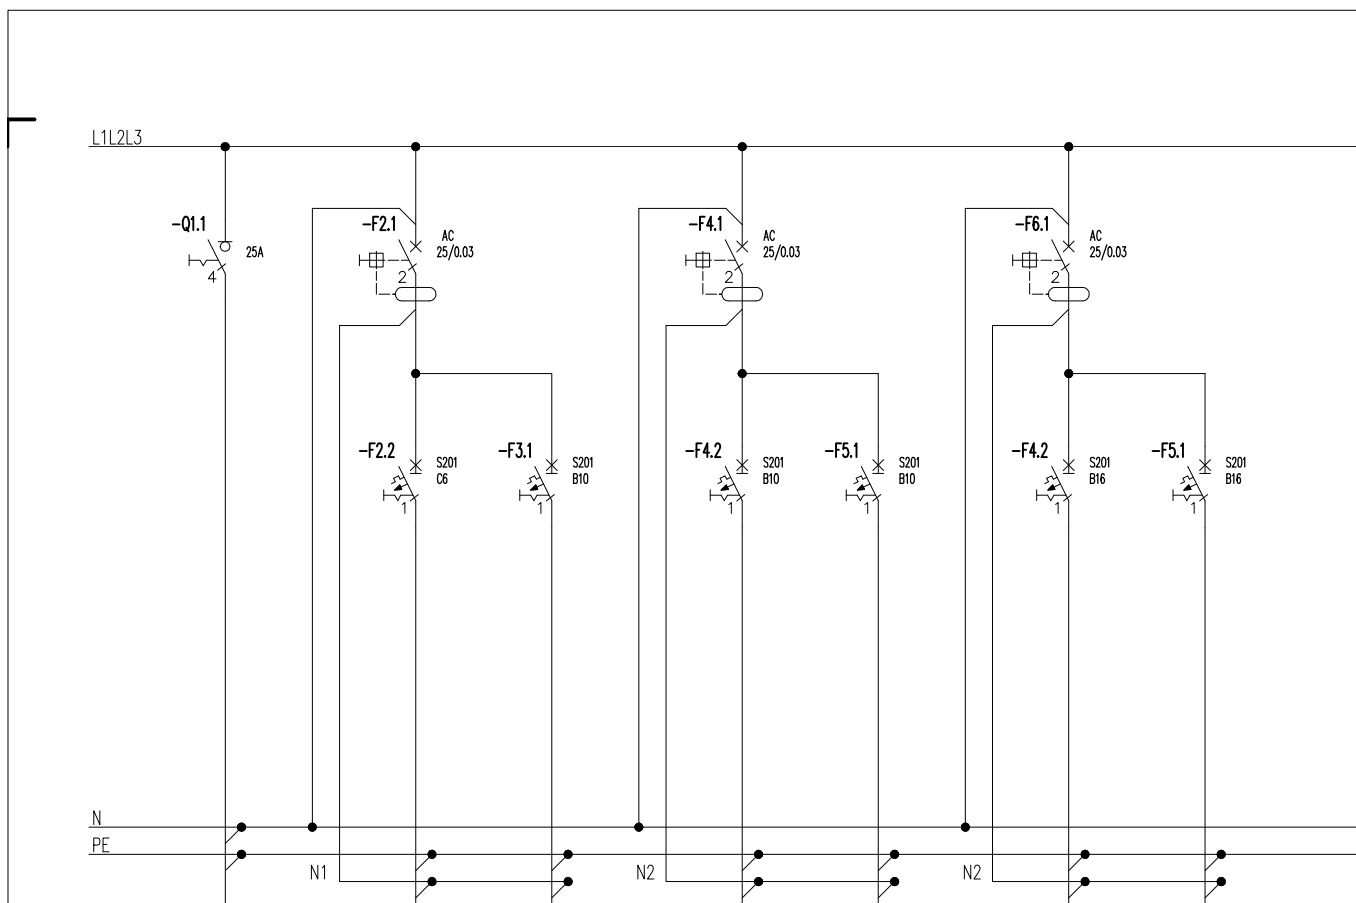 L1L2L3
-Q1.1
25A
4
-F2.1
AC
25/0.03
2
-F4.1
AC
25/0.03
2
-F6.1
AC
25/0.03
2
-F2.2
S201
C6
1
-F3.1
S201
B10
1
-F4.2
S201
B10
1
-F5.1
S201
B10
1
-F4.2
S201
B16
1
-F5.1
S201
B16
1
N
PE
N1
N2
N2